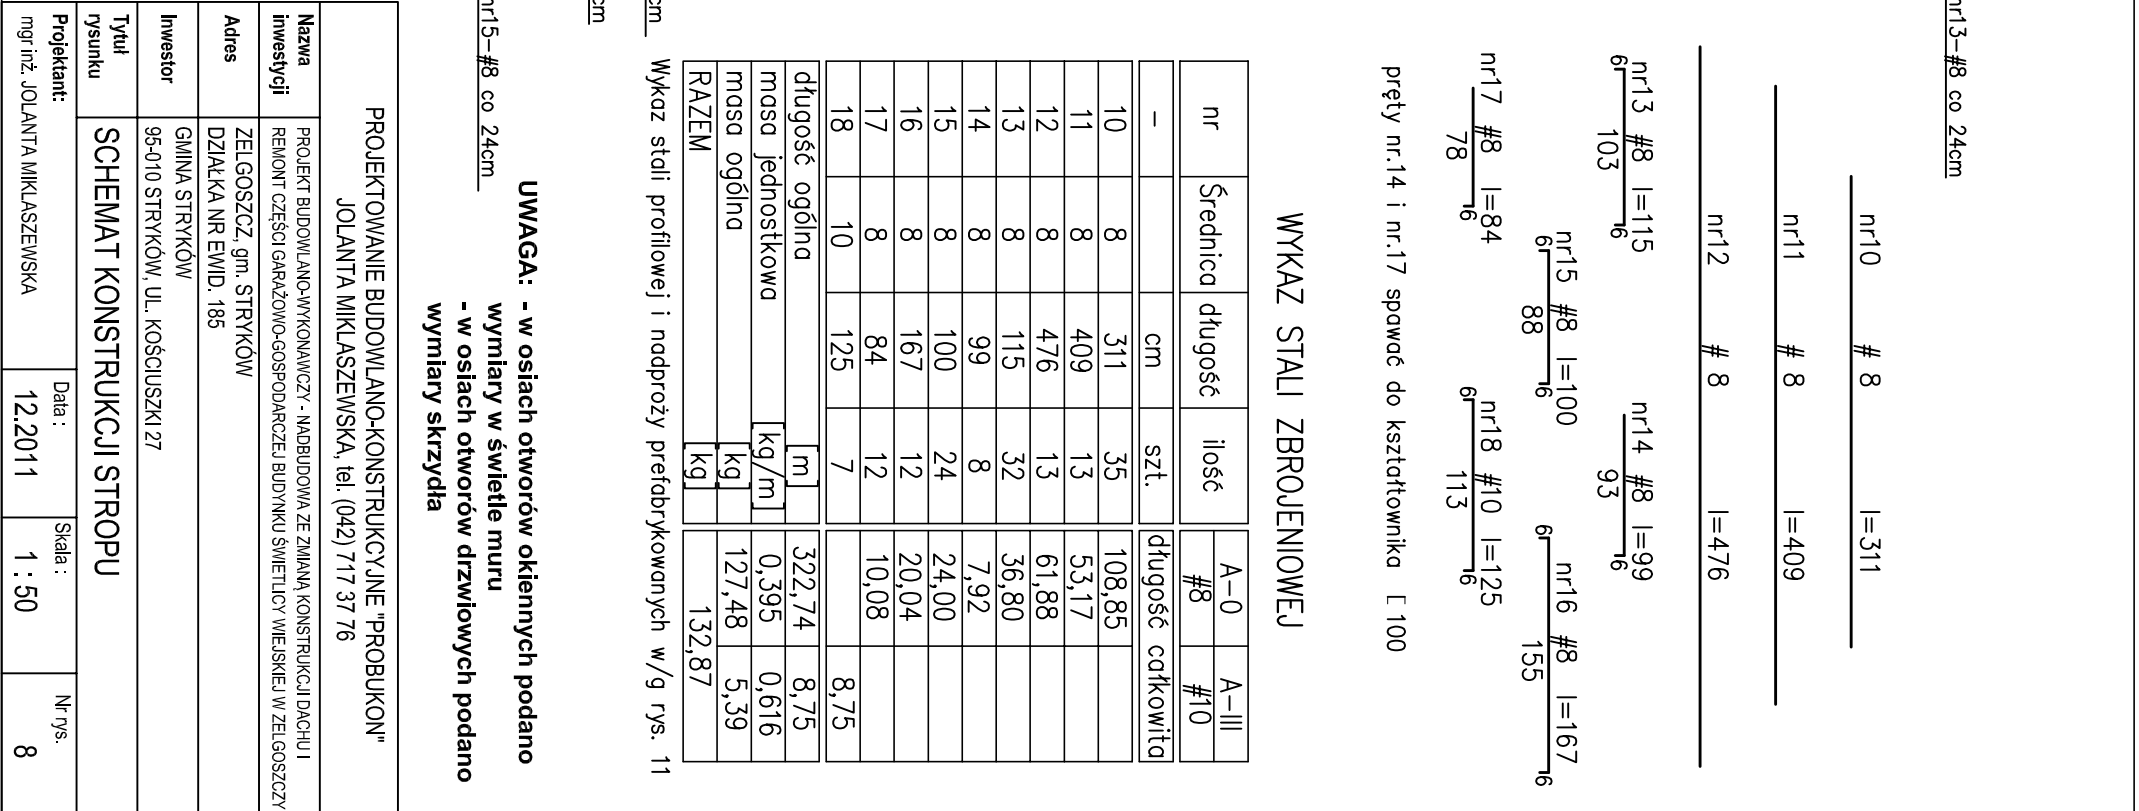 nr13-#8 co 24cm
nr10 # 8 l=311
nr11 # 8 l=409
nr12 # 8 l=476
nr13 #8 l=115
6 103 6
nr14 #8 l=99
93 6
nr15 #8 l=100
6 88 6
nr16 #8 l=167
6 155 6
nr17 #8 l=84
78 6
nr18 #10 l=125
6 113 6
pręty nr.14 i nr.17 spawać do kształtownika [ 100
WYKAZ STALI ZBROJENIOWEJ
nr Średnica długość ilość A-0 A-III
#8 #10
- cm szt. długość całkowita
10 8 311 35 108,85
11 8 409 13 53,17
12 8 476 13 61,88
13 8 115 32 36,80
14 8 99 8 7,92
15 8 100 24 24,00
16 8 167 12 20,04
17 8 84 12 10,08
18 10 125 7 8,75
długość ogólna [m] 322,74 8,75
masa jednostkowa [kg/m] 0,395 0,616
masa ogólna [kg] 127,48 5,39
RAZEM [kg] 132,87
Wykaz stali profilowej i nadproży prefabrykowanych w/g rys. 11
cm
cm
nr15-#8 co 24cm
UWAGA: - w osiach otworów okiennych podano
wymiary w świetle muru
- w osiach otworów drzwiowych podano
wymiary skrzydła
PROJEKTOWANIE BUDOWLANO-KONSTRUKCYJNE "PROBUKON"
JOLANTA MIKLASZEWSKA, tel. (042) 717 37 76
Nazwa inwestycji
PROJEKT BUDOWLANO-WYKONAWCZY - NADBUDOWA ZE ZMIANĄ KONSTRUKCJI DACHU I
REMONT CZĘŚCI GARAŻOWO-GOSPODARCZEJ BUDYNKU ŚWIETLICY WIEJSKIEJ W ZELGOSZCZY
Adres
ZELGOSZCZ, gm. STRYKÓW
DZIAŁKA NR EWID. 185
Inwestor
GMINA STRYKÓW
95-010 STRYKÓW, UL. KOŚCIUSZKI 27
Tytuł rysunku
SCHEMAT KONSTRUKCJI STROPU
Projektant:
mgr inż. JOLANTA MIKLASZEWSKA
Data :
12.2011
Skala :
1 : 50
Nr rys.
8